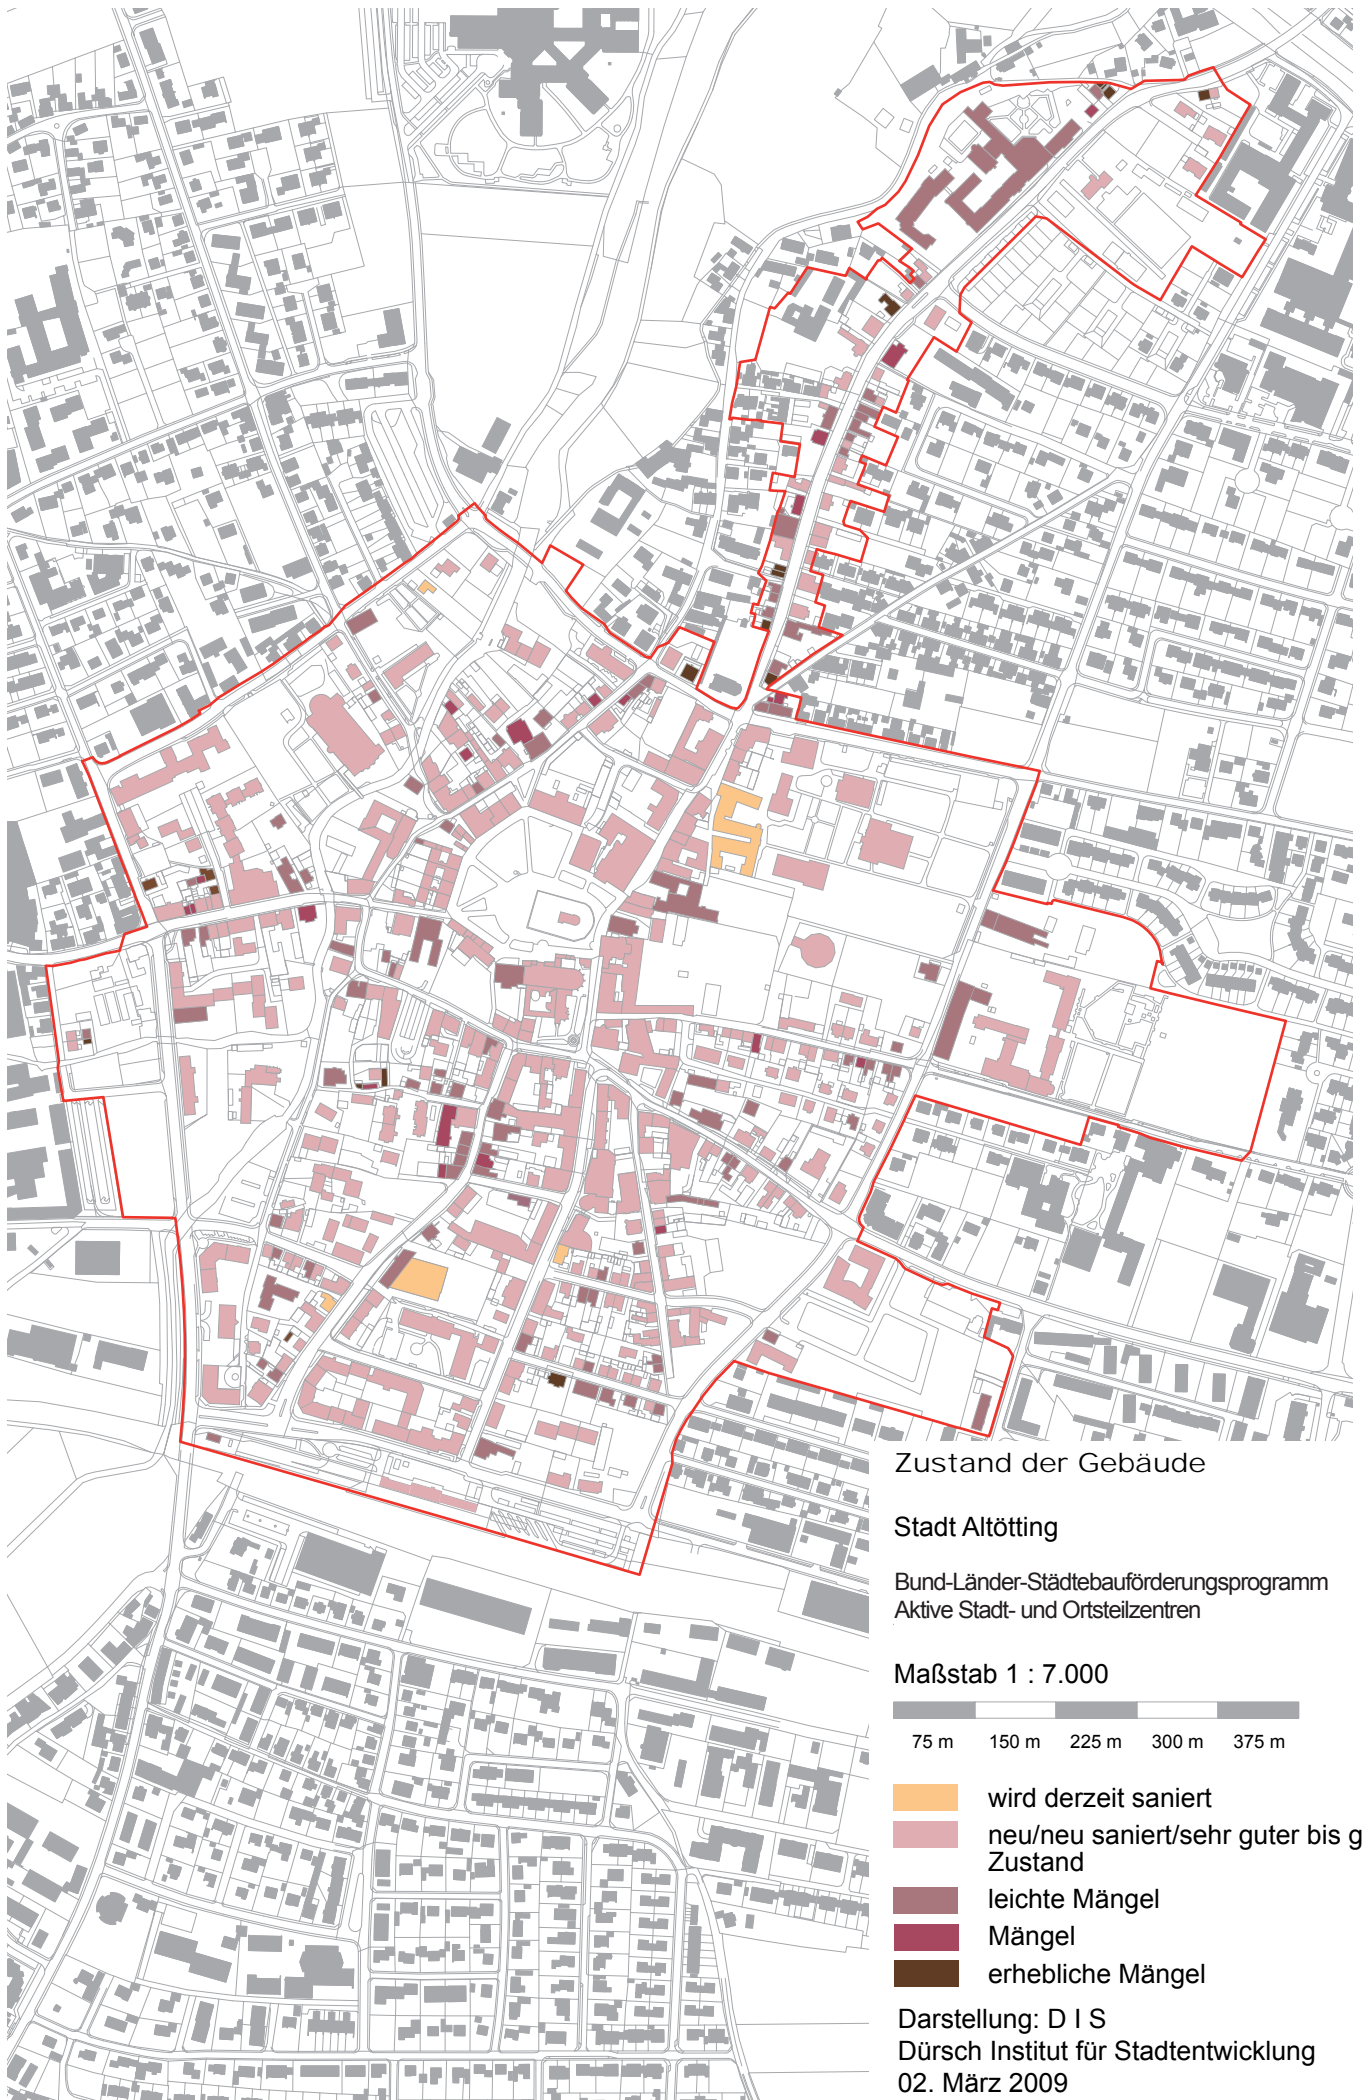 Zustand der Gebäude
Stadt Altötting
Bund-Länder-Städtebauförderungsprogramm
Aktive Stadt- und Ortsteilzentren
Maßstab 1 : 7.000
75 m 150 m 225 m 300 m 375 m
wird derzeit saniert
neu/neu saniert/sehr guter bis g
Zustand
leichte Mängel
Mängel
erhebliche Mängel
Darstellung: D I S
Dürsch Institut für Stadtentwicklung
02. März 2009